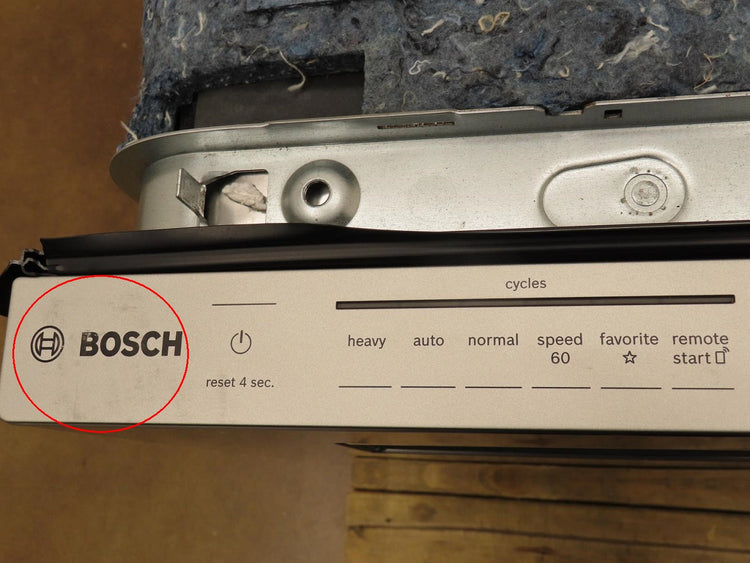 BOSCH
reset 4 sec.
cycles
heavy auto normal speed 60 favorite remote start